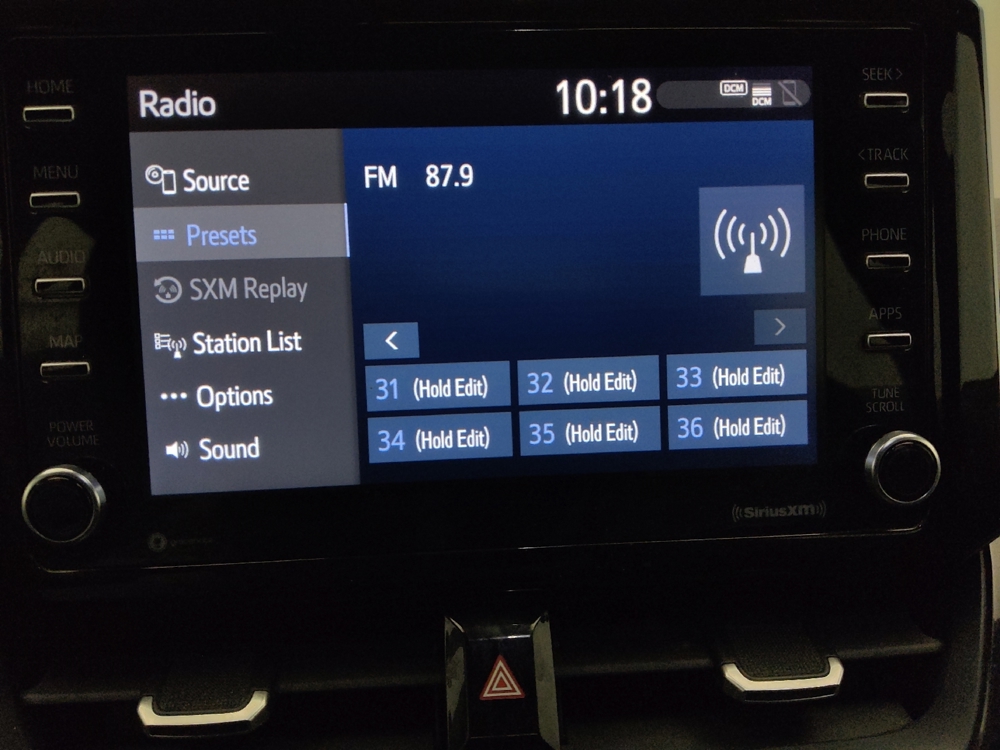 HOME
MENU
AUDIO
MAP
POWER
VOLUME
Radio
10:18
DCM
DCM
Source
Presets
SXM Replay
Station List
Options
Sound
FM 87.9
<
>
31 (Hold Edit)
32 (Hold Edit)
33 (Hold Edit)
34 (Hold Edit)
35 (Hold Edit)
36 (Hold Edit)
SEEK >
< TRACK
PHONE
APPS
TUNE
SCROLL
((SiriusXM))